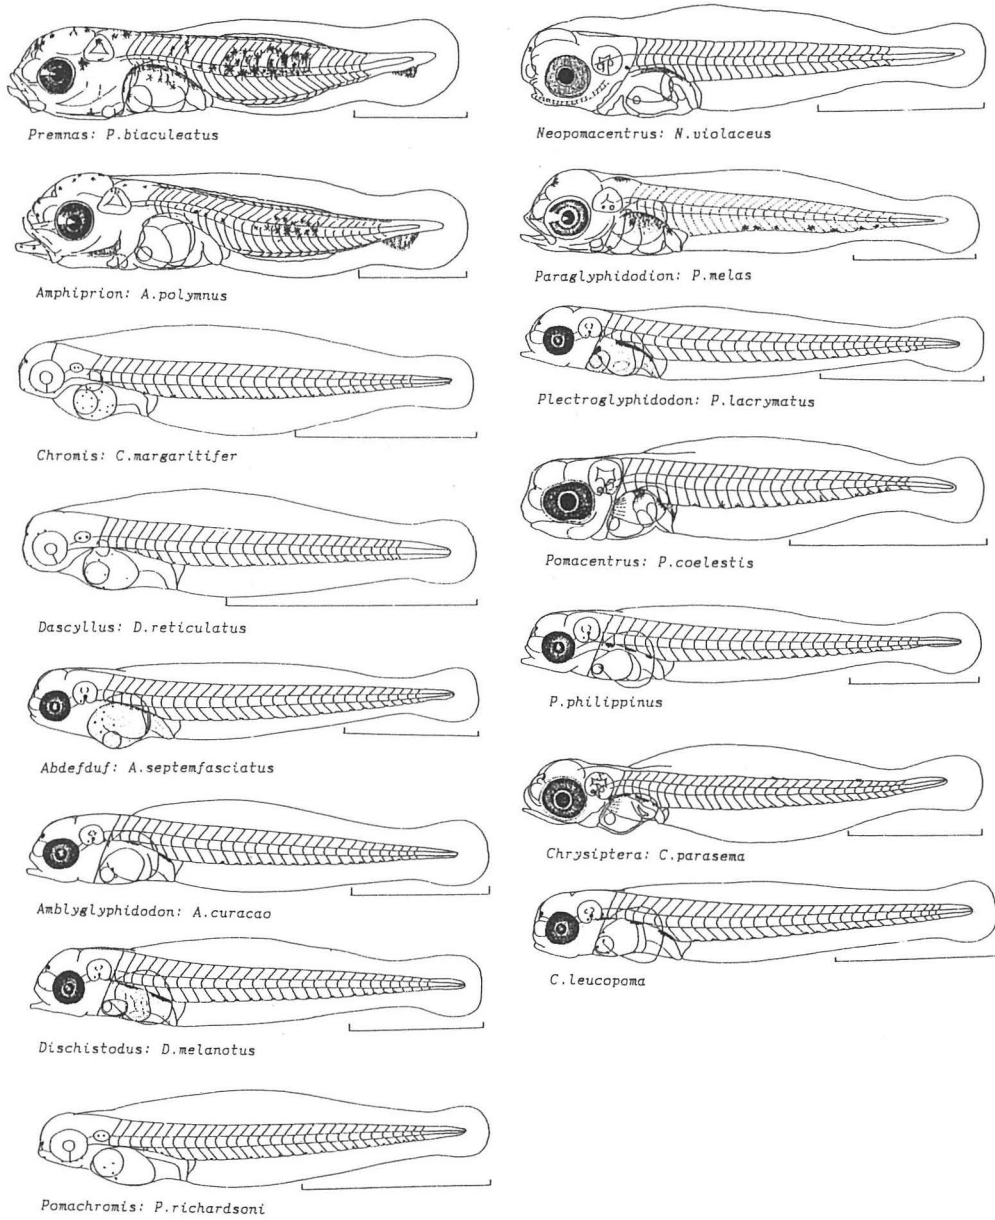 Premnas: P.biaculeatus
Amphiprion: A.polymnus
Chromis: C.margaritifer
Dascyllus: D.reticulatus
Abdefduf: A.septemfasciatus
Amblyglyphidodon: A.curacao
Dischistodus: D.melanotus
Pomachromis: P.richardsoni
Neopomacentrus: N.violaceus
Paraglyphidodion: P.melas
Plectroglyphidodon: P.lacrymatus
Pomacentrus: P.coelestis
P.philippinus
Chrysiptera: C.parasema
C.leucopoma